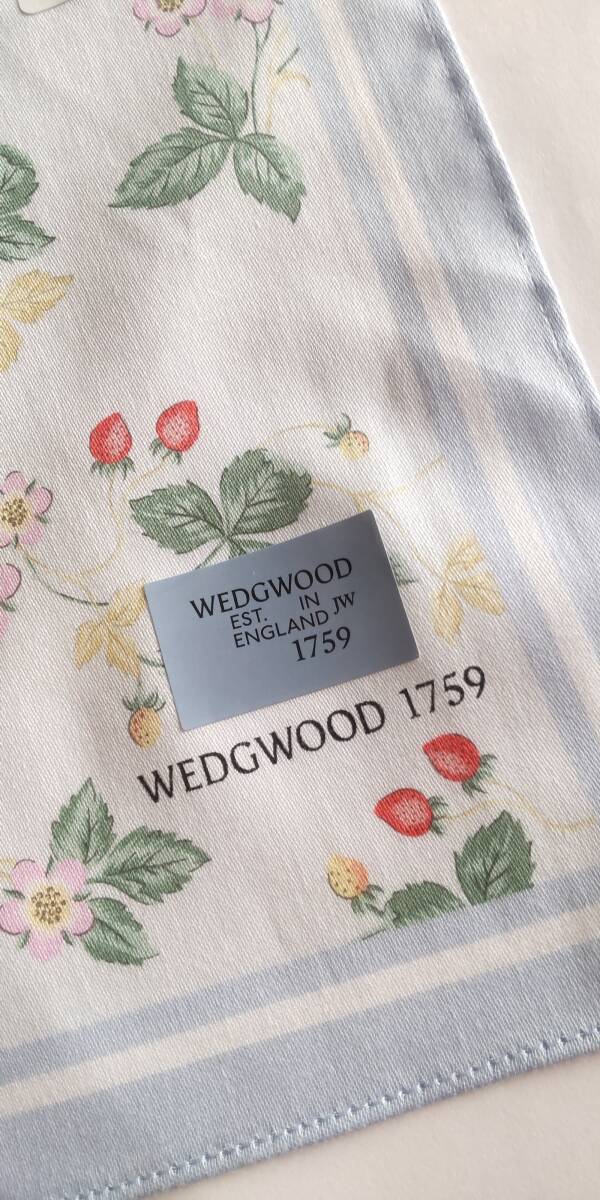 WEDGWOOD
EST. IN
ENGLAND JW
1759
WEDGWOOD 1759